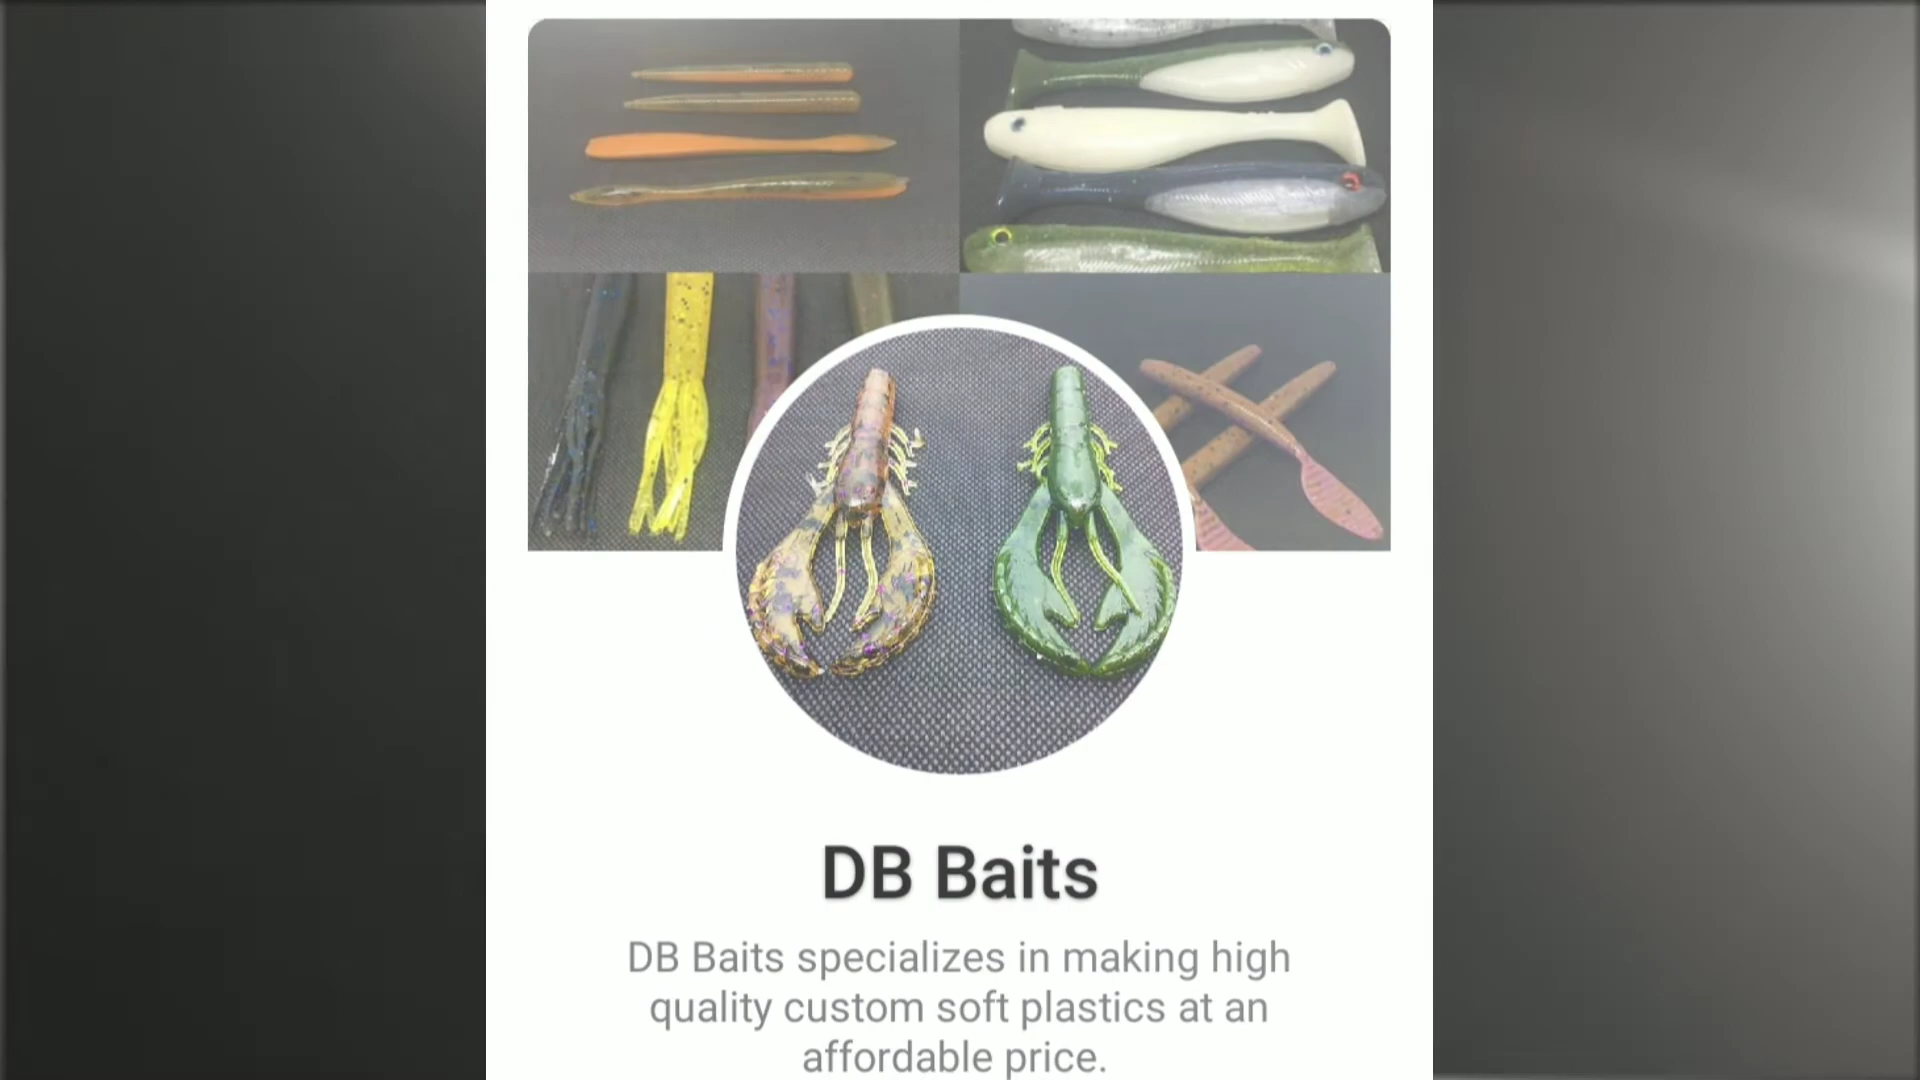 DB Baits
DB Baits specializes in making high
quality custom soft plastics at an
affordable price.